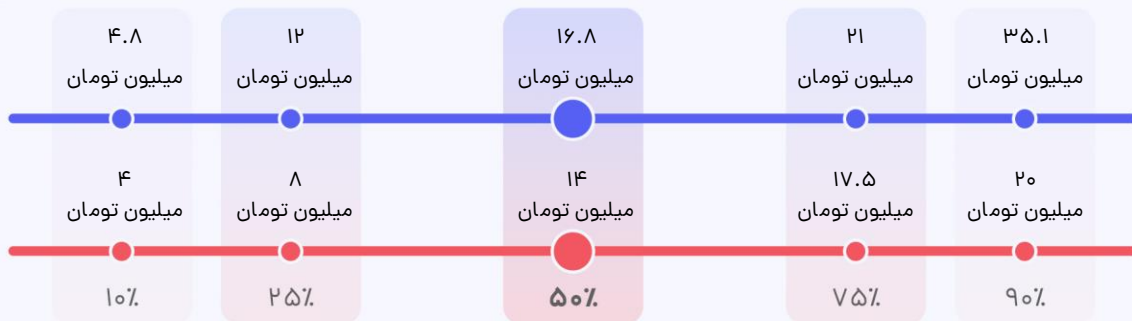 ۴.۸
میلیون تومان
۱۲
میلیون تومان
۱۶.۸
میلیون تومان
۲۱
میلیون تومان
۳۵.۱
میلیون تومان
۴
میلیون تومان
۸
میلیون تومان
۱۴
میلیون تومان
۱۷.۵
میلیون تومان
۲۰
میلیون تومان
۱۰٪
۲۵٪
۵۰٪
۷۵٪
۹۰٪